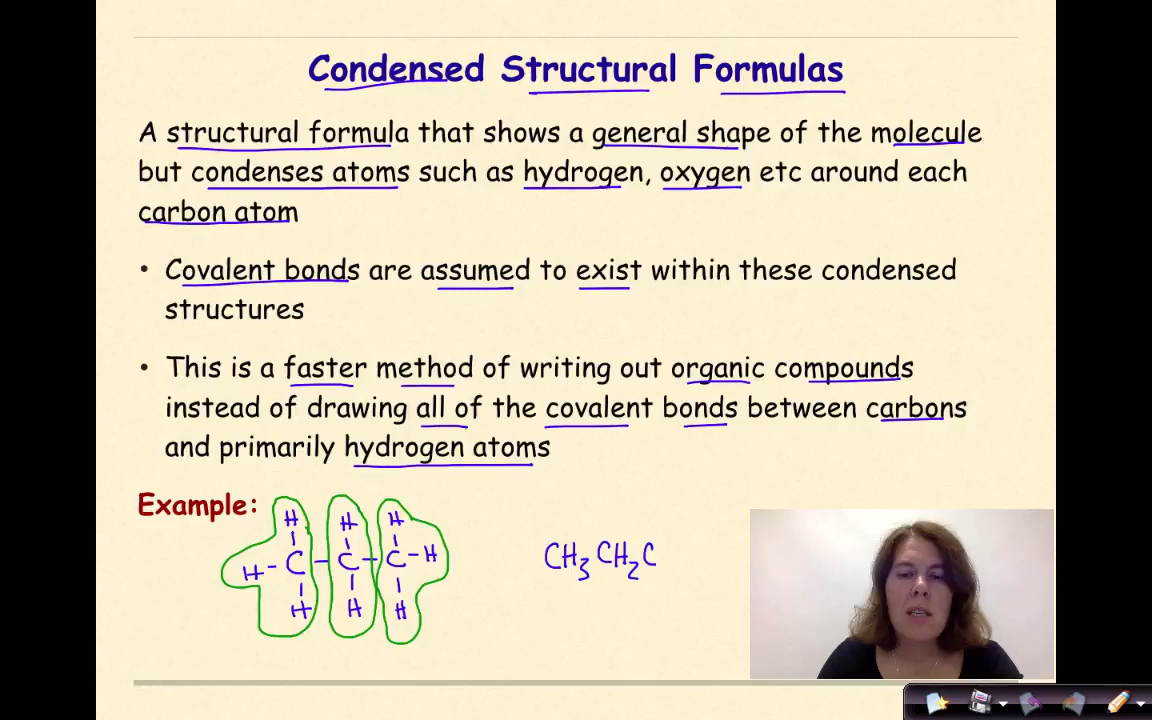 Condensed Structural Formulas
A structural formula that shows a general shape of the molecule
but condenses atoms such as hydrogen, oxygen etc around each
carbon atom
• Covalent bonds are assumed to exist within these condensed
structures
• This is a faster method of writing out organic compounds
instead of drawing all of the covalent bonds between carbons
and primarily hydrogen atoms
Example:
H H H
H - C - C - C - H
H H H
CH₃CH₂C